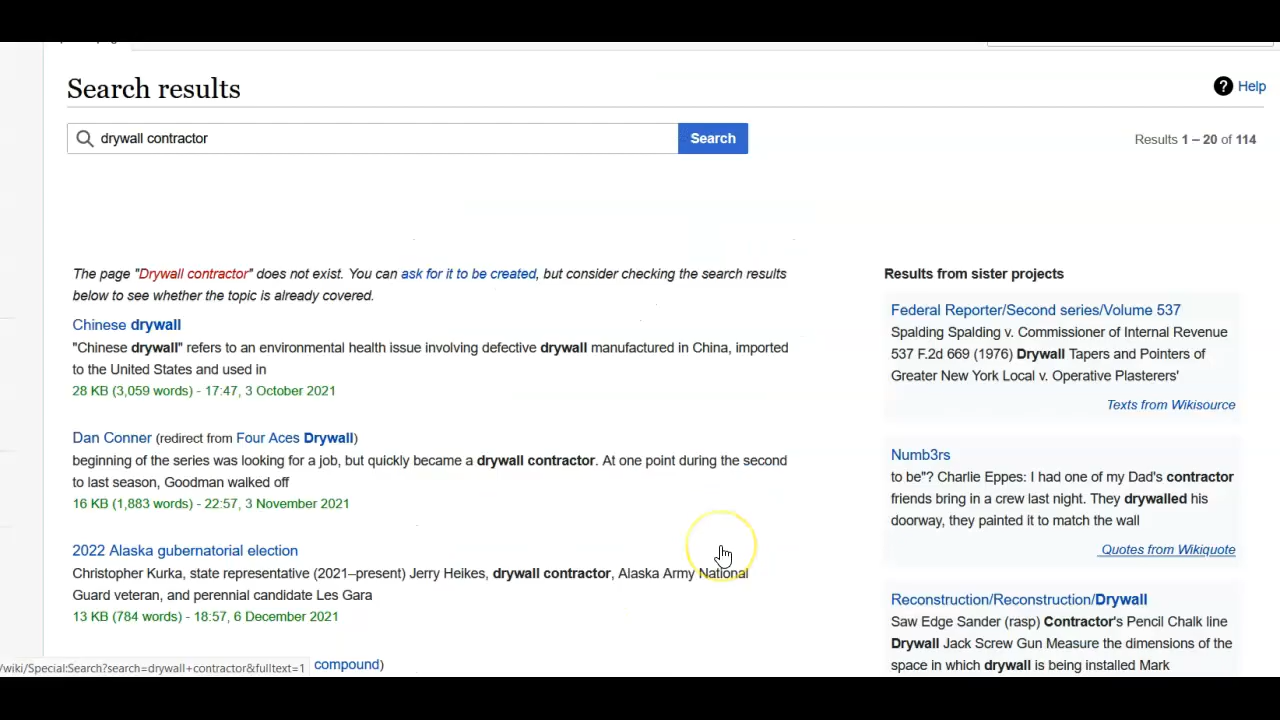 Search results
Help
drywall contractor
Search
Results 1 – 20 of 114
The page "Drywall contractor" does not exist. You can ask for it to be created, but consider checking the search results
below to see whether the topic is already covered.
Chinese drywall
"Chinese drywall" refers to an environmental health issue involving defective drywall manufactured in China, imported
to the United States and used in
28 KB (3,059 words) - 17:47, 3 October 2021
Dan Conner (redirect from Four Aces Drywall)
beginning of the series was looking for a job, but quickly became a drywall contractor. At one point during the second
to last season, Goodman walked off
16 KB (1,883 words) - 22:57, 3 November 2021
2022 Alaska gubernatorial election
Christopher Kurka, state representative (2021–present) Jerry Heikes, drywall contractor, Alaska Army National
Guard veteran, and perennial candidate Les Gara
13 KB (784 words) - 18:57, 6 December 2021
compound)
/wiki/Special:Search?search=drywall+contractor&fulltext=1
Results from sister projects
Federal Reporter/Second series/Volume 537
Spalding Spalding v. Commissioner of Internal Revenue
537 F.2d 669 (1976) Drywall Tapers and Pointers of
Greater New York Local v. Operative Plasterers'
Texts from Wikisource
Numb3rs
to be"? Charlie Eppes: I had one of my Dad's contractor
friends bring in a crew last night. They drywalled his
doorway, they painted it to match the wall
Quotes from Wikiquote
Reconstruction/Reconstruction/Drywall
Saw Edge Sander (rasp) Contractor's Pencil Chalk line
Drywall Jack Screw Gun Measure the dimensions of the
space in which drywall is being installed Mark